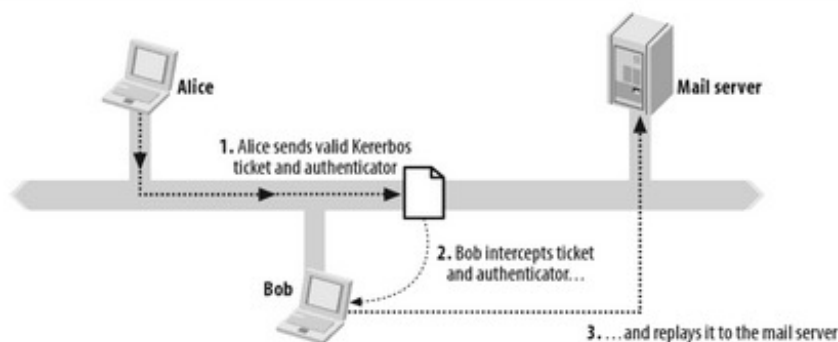 Alice
Mail server
1. Alice sends valid Kererbos
ticket and authenticator
2. Bob intercepts ticket
and authenticator...
Bob
3. ...and replays it to the mail server